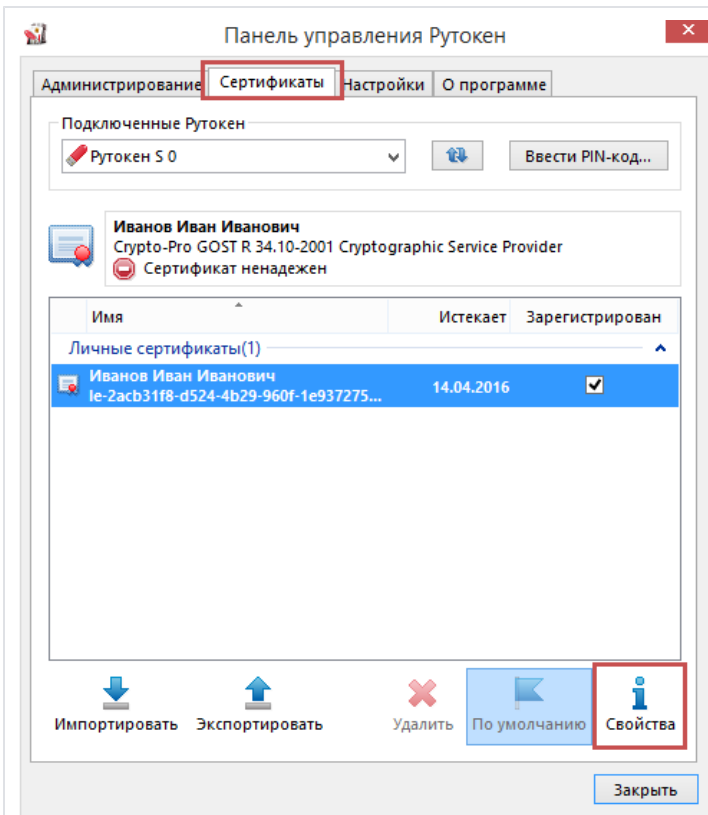 Панель управления Рутокен
Администрирование Сертификаты Настройки О программе
Подключенные Рутокен
Рутокен S 0 Ввести PIN-код...
Иванов Иван Иванович
Crypto-Pro GOST R 34.10-2001 Cryptographic Service Provider
Сертификат ненадежен
Имя Истекает Зарегистрирован
Личные сертификаты(1)
Иванов Иван Иванович
le-2acb31f8-d524-4b29-960f-1e937275... 14.04.2016
Импортировать Экспортировать Удалить По умолчанию Свойства
Закрыть